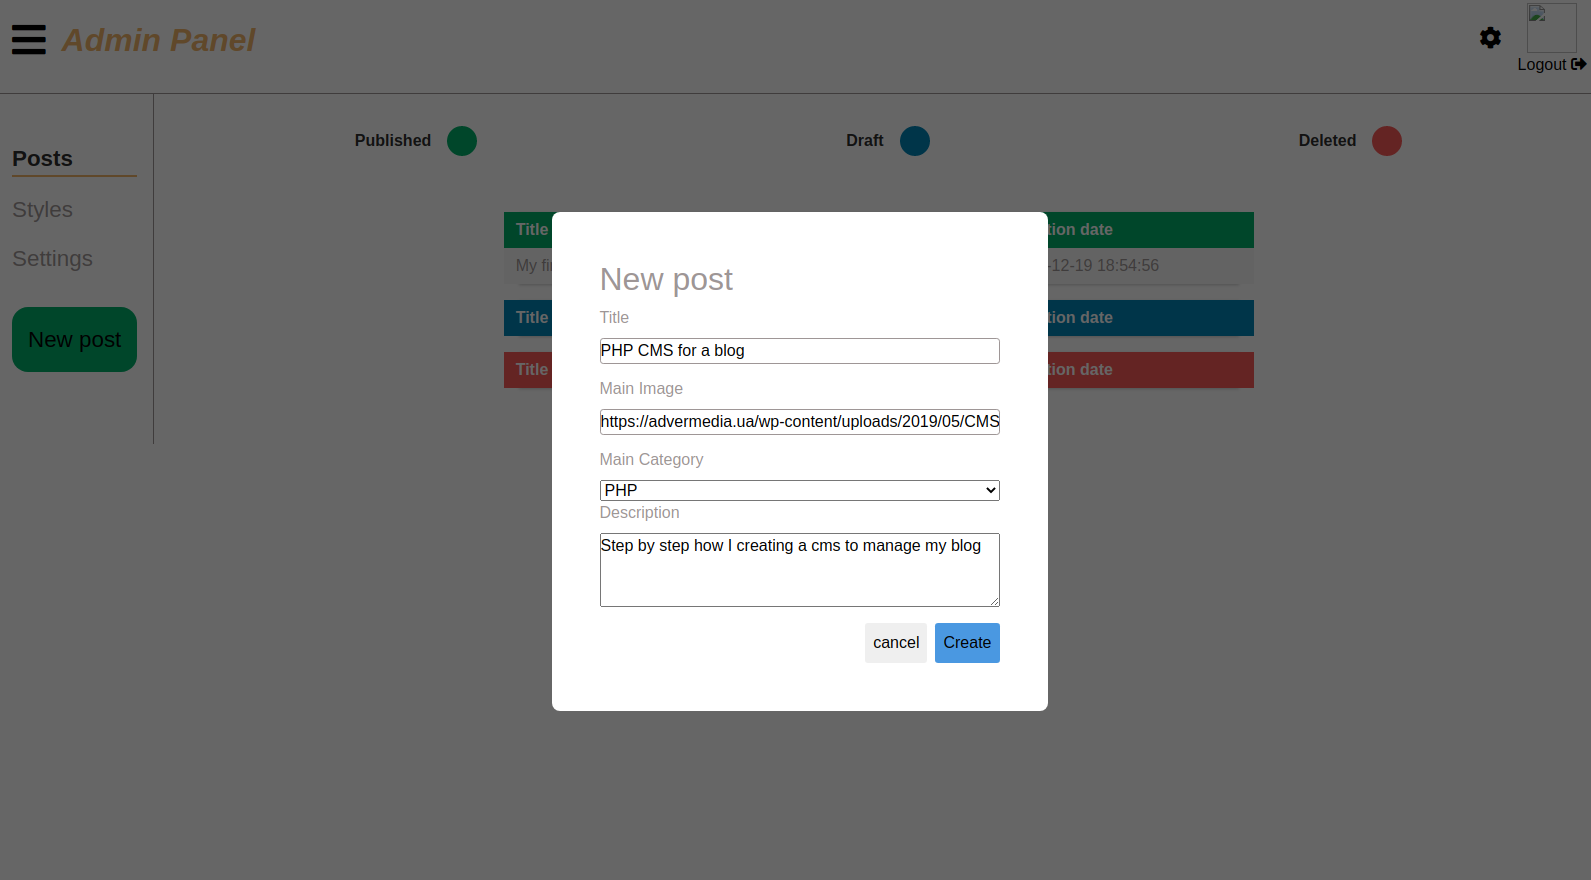 Admin Panel
Logout
Published
Draft
Deleted
Posts
Styles
Settings
New post
Title
tion date
My fi
-12-19 18:54:56
Title
tion date
Title
tion date
New post
Title
PHP CMS for a blog
Main Image
https://advermedia.ua/wp-content/uploads/2019/05/CMS
Main Category
PHP
Description
Step by step how I creating a cms to manage my blog
cancel
Create